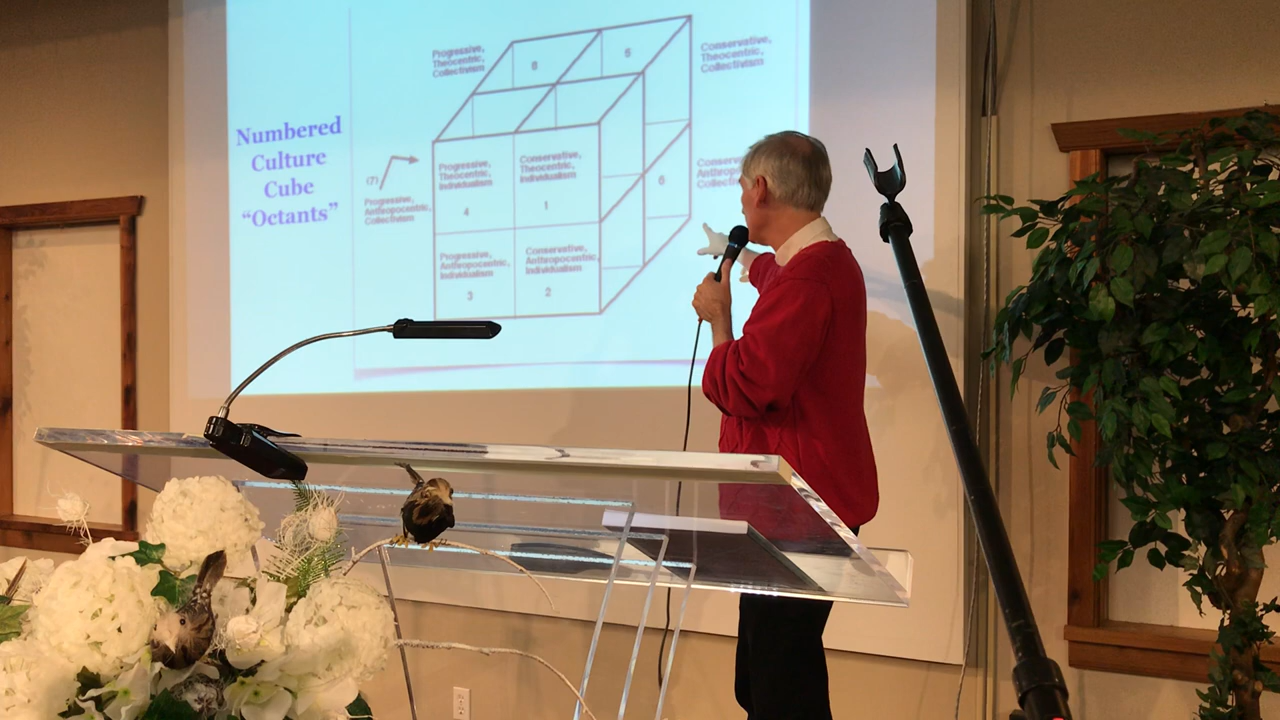 Numbered
Culture
Cube
“Octants”
Progressive,
Theocentric,
Collectivism
8
5
Conservative,
Theocentric,
Collectivism
(7)
Progressive,
Anthropocentric,
Collectivism
Progressive,
Theocentric,
Individualism
4
Conservative,
Theocentric,
Individualism
1
6
Progressive,
Anthropocentric,
Individualism
3
Conservative,
Anthropocentric,
Individualism
2